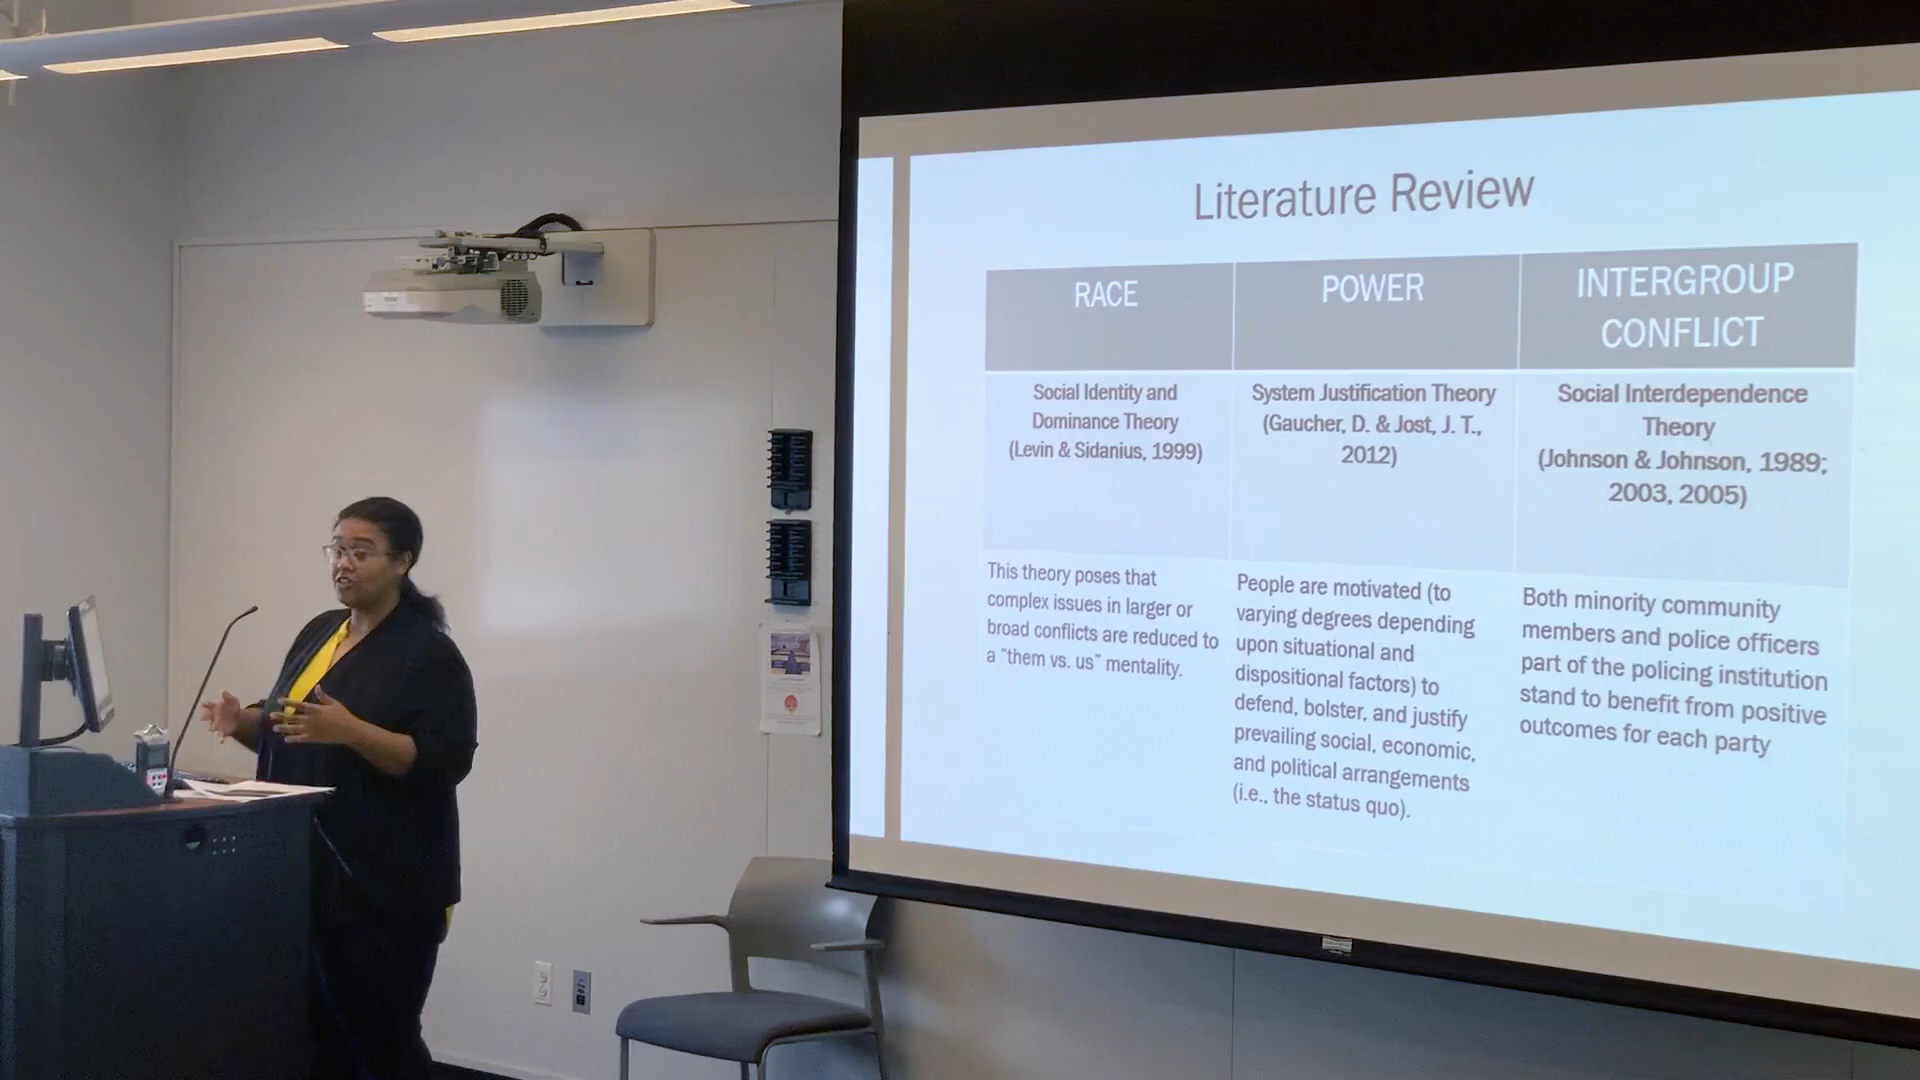 Literature Review
RACE
POWER
INTERGROUP
CONFLICT
Social Identity and
Dominance Theory
(Levin & Sidanius, 1999)
System Justification Theory
(Gaucher, D. & Jost, J. T.,
2012)
Social Interdependence
Theory
(Johnson & Johnson, 1989;
2003, 2005)
This theory poses that
complex issues in larger or
broad conflicts are reduced to
a “them vs. us” mentality.
People are motivated (to
varying degrees depending
upon situational and
dispositional factors) to
defend, bolster, and justify
prevailing social, economic,
and political arrangements
(i.e., the status quo).
Both minority community
members and police officers
part of the policing institution
stand to benefit from positive
outcomes for each party